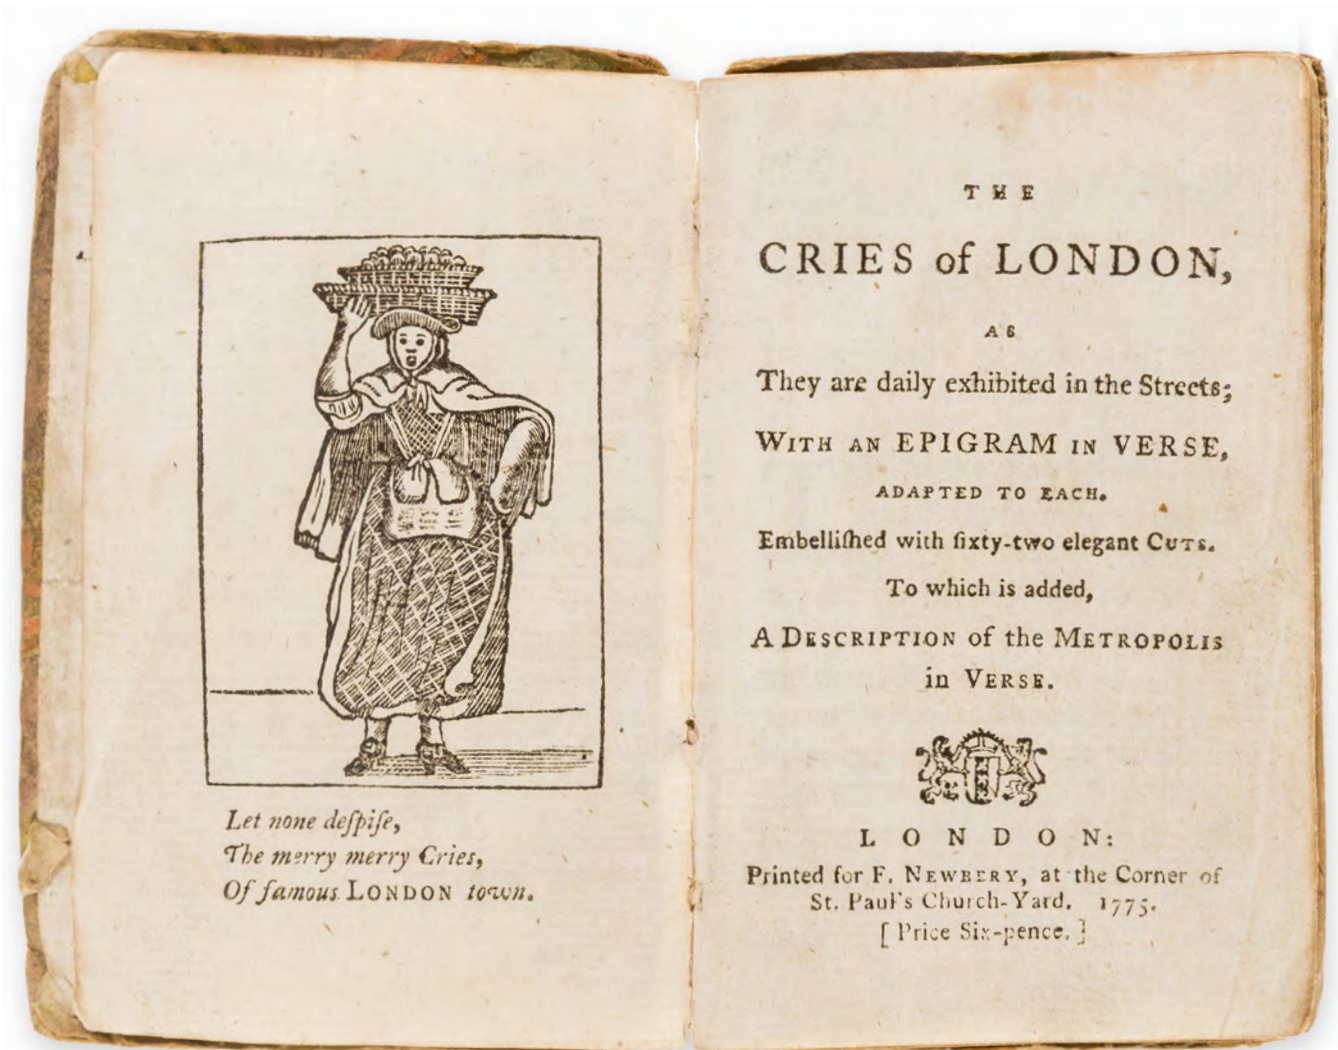 Let none deſpiſe,
The merry merry Cries,
Of famous LONDON town.
THE
CRIES of LONDON,
AS
They are daily exhibited in the Streets;
WITH AN EPIGRAM IN VERSE,
ADAPTED TO EACH.
Embelliſhed with ſixty-two elegant CUTS.
To which is added,
A DESCRIPTION of the METROPOLIS
in VERSE.
LONDON:
Printed for F. NEWBERY, at the Corner of
St. Paul's Church-Yard. 1775.
[ Price Six-pence. ]